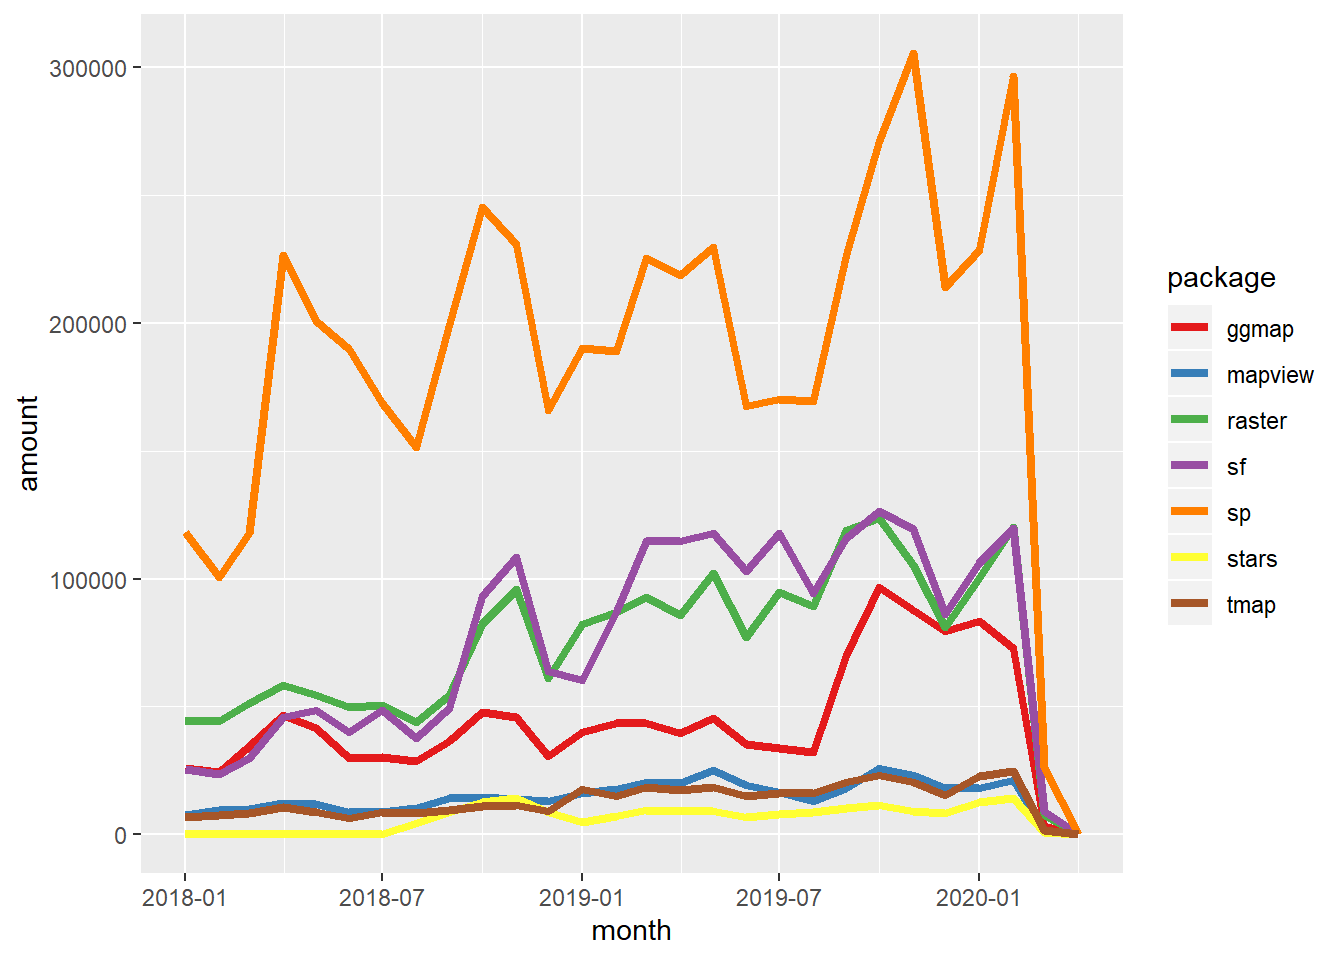 300000
200000
100000
0
amount
2018-01
2018-07
2019-01
2019-07
2020-01
month
package
ggmap
mapview
raster
sf
sp
stars
tmap